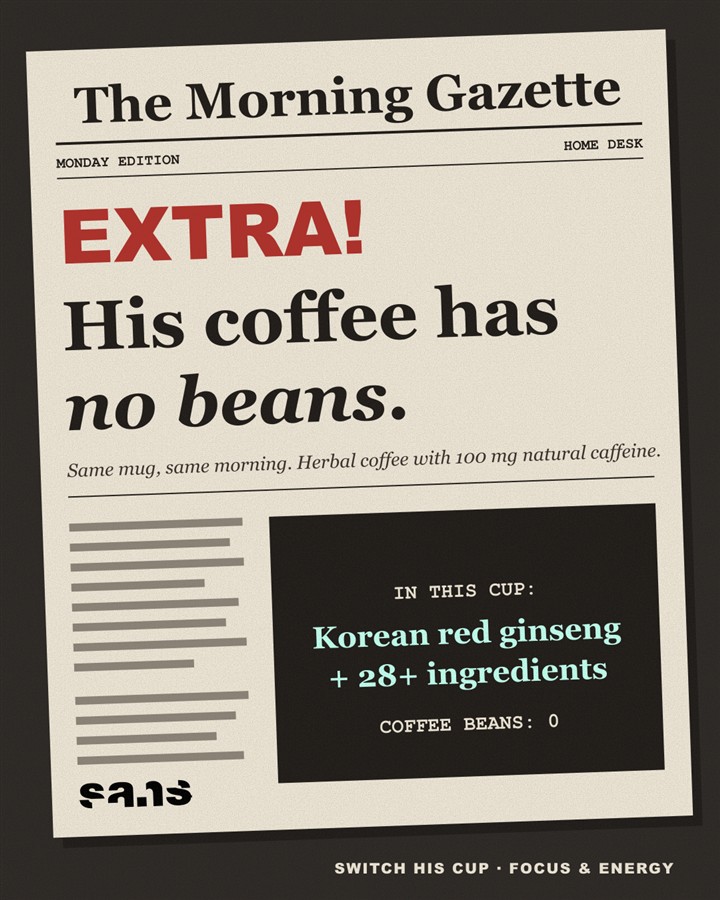 The Morning Gazette
MONDAY EDITION
HOME DESK
EXTRA!
His coffee has
no beans.
Same mug, same morning. Herbal coffee with 100 mg natural caffeine.
IN THIS CUP:
Korean red ginseng
+ 28+ ingredients
COFFEE BEANS: 0
sans
SWITCH HIS CUP · FOCUS & ENERGY